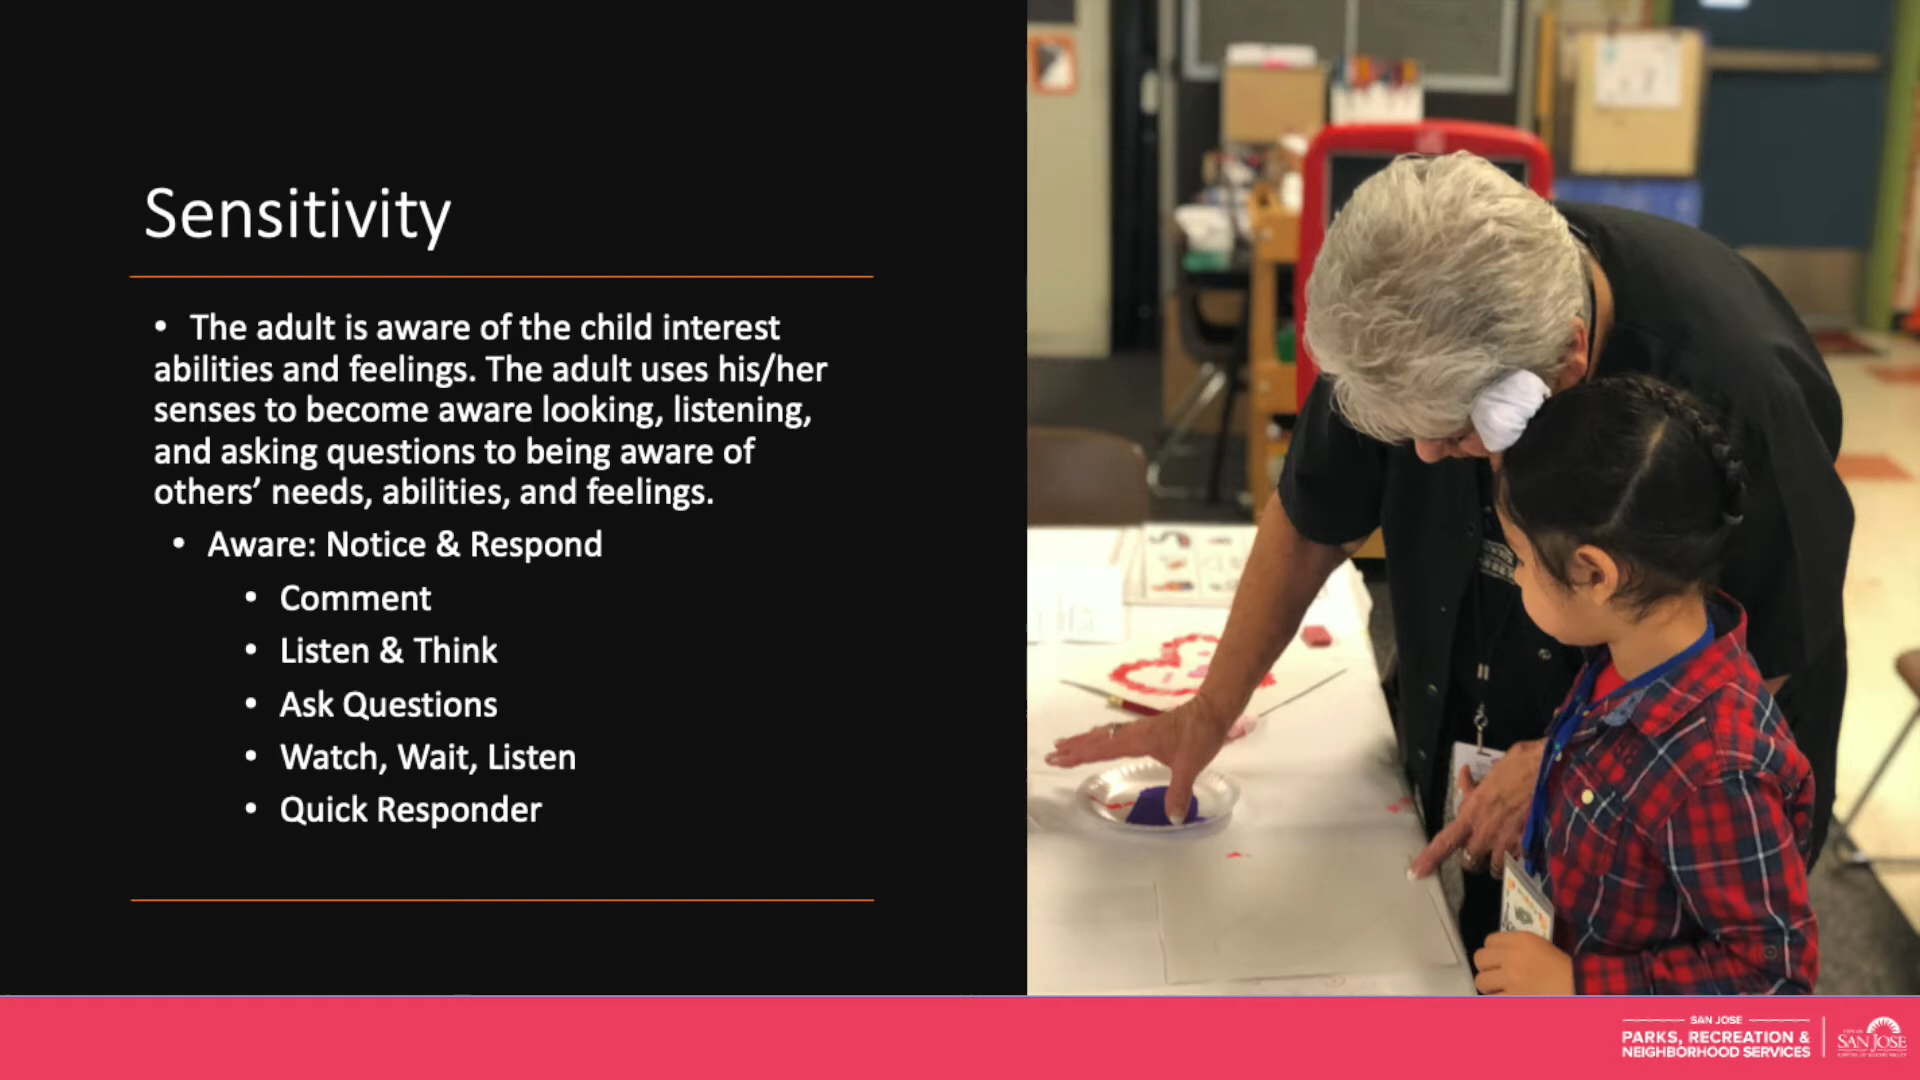 Sensitivity
• The adult is aware of the child interest
abilities and feelings. The adult uses his/her
senses to become aware looking, listening,
and asking questions to being aware of
others’ needs, abilities, and feelings.
• Aware: Notice & Respond
• Comment
• Listen & Think
• Ask Questions
• Watch, Wait, Listen
• Quick Responder
SAN JOSE
PARKS, RECREATION &
NEIGHBORHOOD SERVICES
CITY OF
SAN JOSE